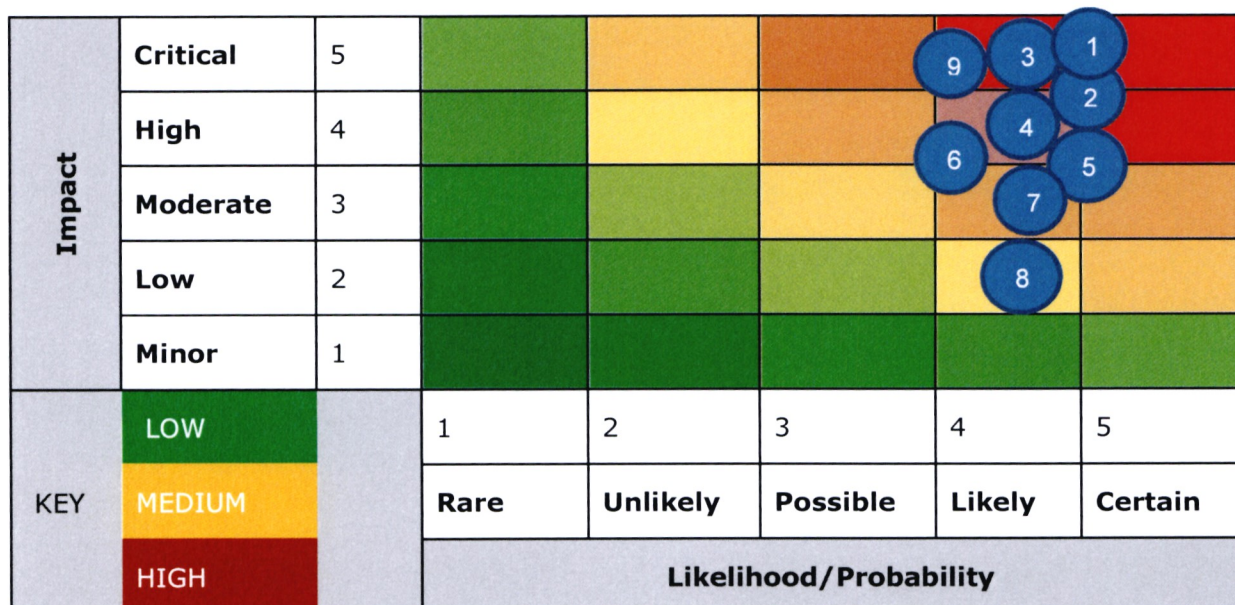 Impact
Critical 5 9 3 1
2
High 4 4
6 5
Moderate 3 7
Low 2 8
Minor 1
KEY
LOW 1 2 3 4 5
MEDIUM Rare Unlikely Possible Likely Certain
HIGH Likelihood/Probability